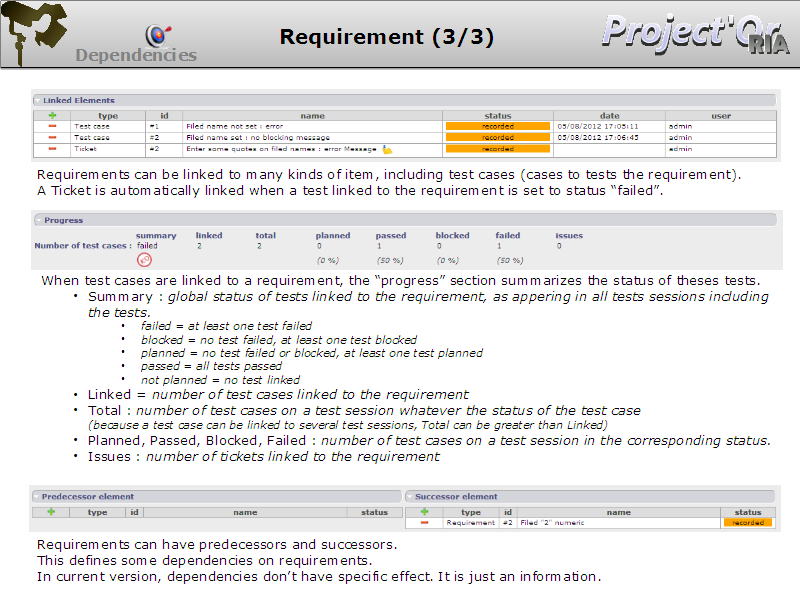 Requirement (3/3)
Project'Or
RIA
Dependencies
Linked Elements
type id name status date user
Test case #1 Filed name not set : error recorded 05/08/2012 17:05:11 admin
Test case #2 Filed name set : no blocking message recorded 05/08/2012 17:06:45 admin
Ticket #2 Enter some quotes on filed names : error Message recorded admin
Requirements can be linked to many kinds of item, including test cases (cases to tests the requirement).
A Ticket is automatically linked when a test linked to the requirement is set to status “failed”.
Progress
summary linked total planned passed blocked failed issues
Number of test cases : failed 2 2 0 1 0 1 0
(0 %) (50 %) (0 %) (50 %)
When test cases are linked to a requirement, the “progress” section summarizes the status of theses tests.
• Summary : global status of tests linked to the requirement, as appering in all tests sessions including
the tests.
• failed = at least one test failed
• blocked = no test failed, at least one test blocked
• planned = no test failed or blocked, at least one test planned
• passed = all tests passed
• not planned = no test linked
• Linked = number of test cases linked to the requirement
• Total : number of test cases on a test session whatever the status of the test case
(because a test case can be linked to several test sessions, Total can be greater than Linked)
• Planned, Passed, Blocked, Failed : number of test cases on a test session in the corresponding status.
• Issues : number of tickets linked to the requirement
Predecessor element Successor element
type id name status type id name status
Requirement #2 Filed "2" numeric recorded
Requirements can have predecessors and successors.
This defines some dependencies on requirements.
In current version, dependencies don’t have specific effect. It is just an information.